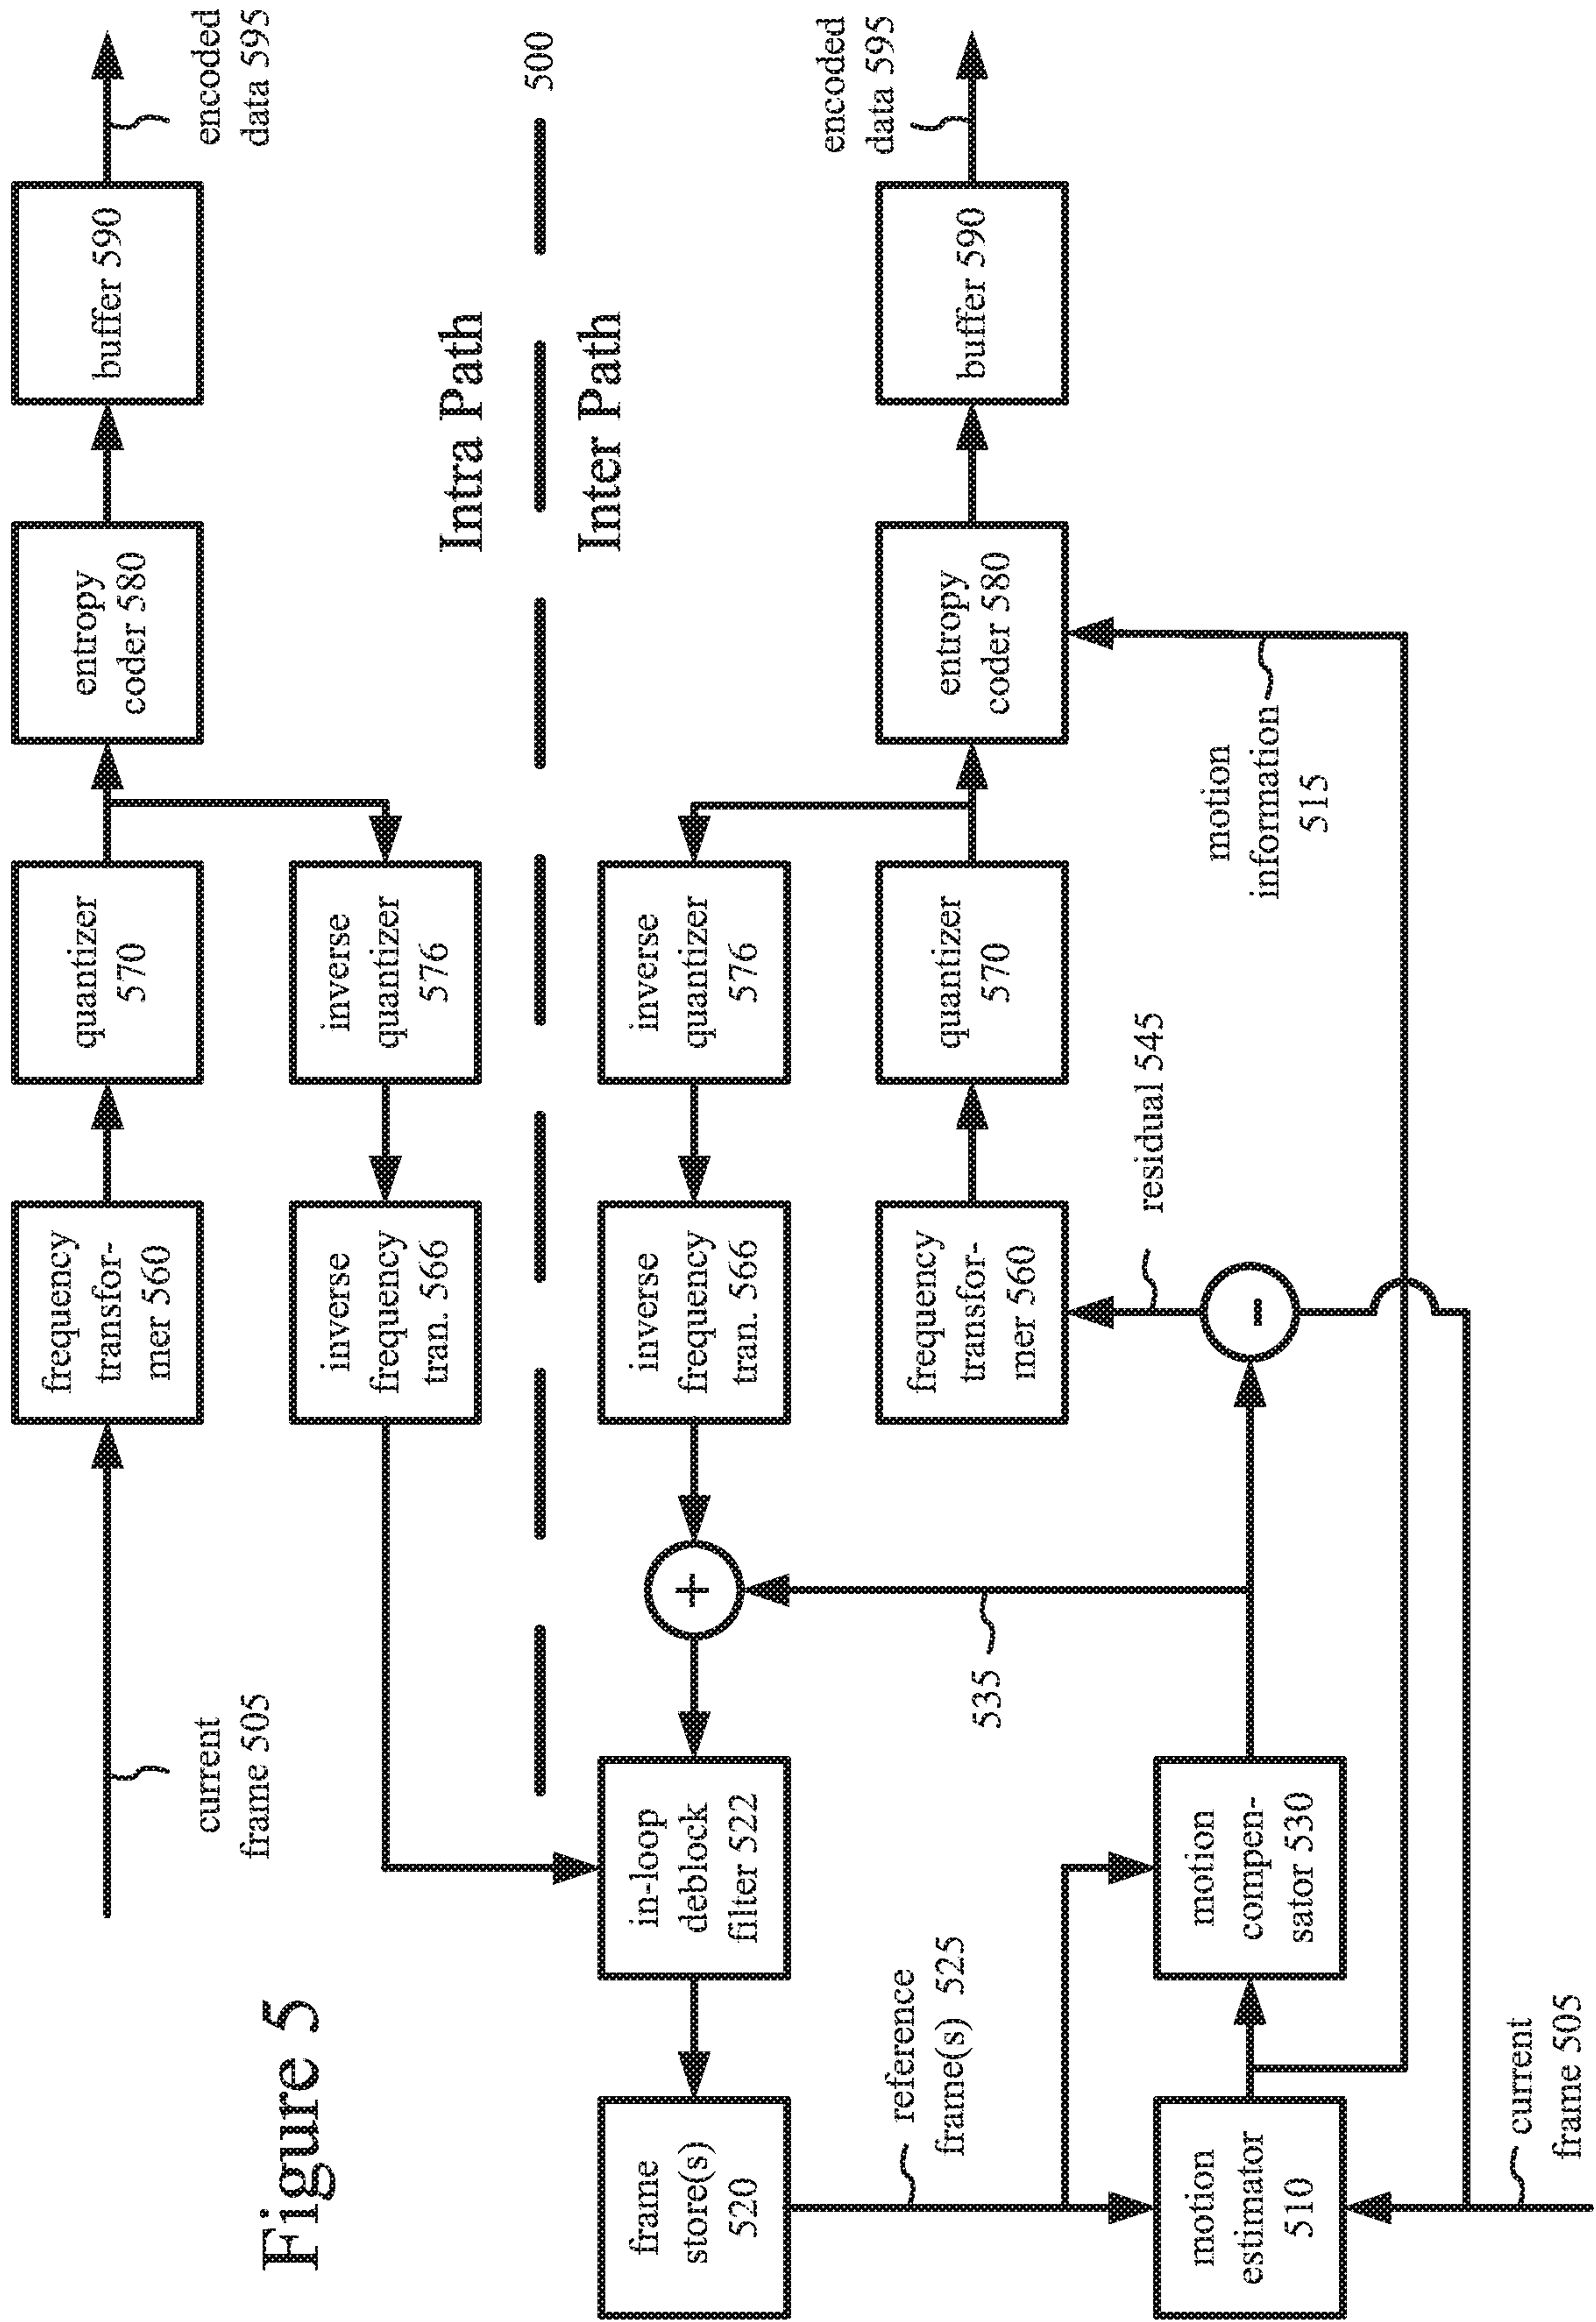 Figure 5
current
frame 505
frequency
transfor-
mer 560
quantizer
570
entropy
coder 580
buffer 590
encoded
data 595
inverse
frequency
tran. 566
inverse
quantizer
576
Intra Path
500
Inter Path
frame
store(s)
520
in-loop
deblock
filter 522
+
inverse
frequency
tran. 566
inverse
quantizer
576
reference
frame(s) 525
535
frequency
transfor-
mer 560
quantizer
570
entropy
coder 580
buffer 590
encoded
data 595
residual 545
motion
information
515
motion
estimator
510
motion
compen-
sator 530
-
current
frame 505